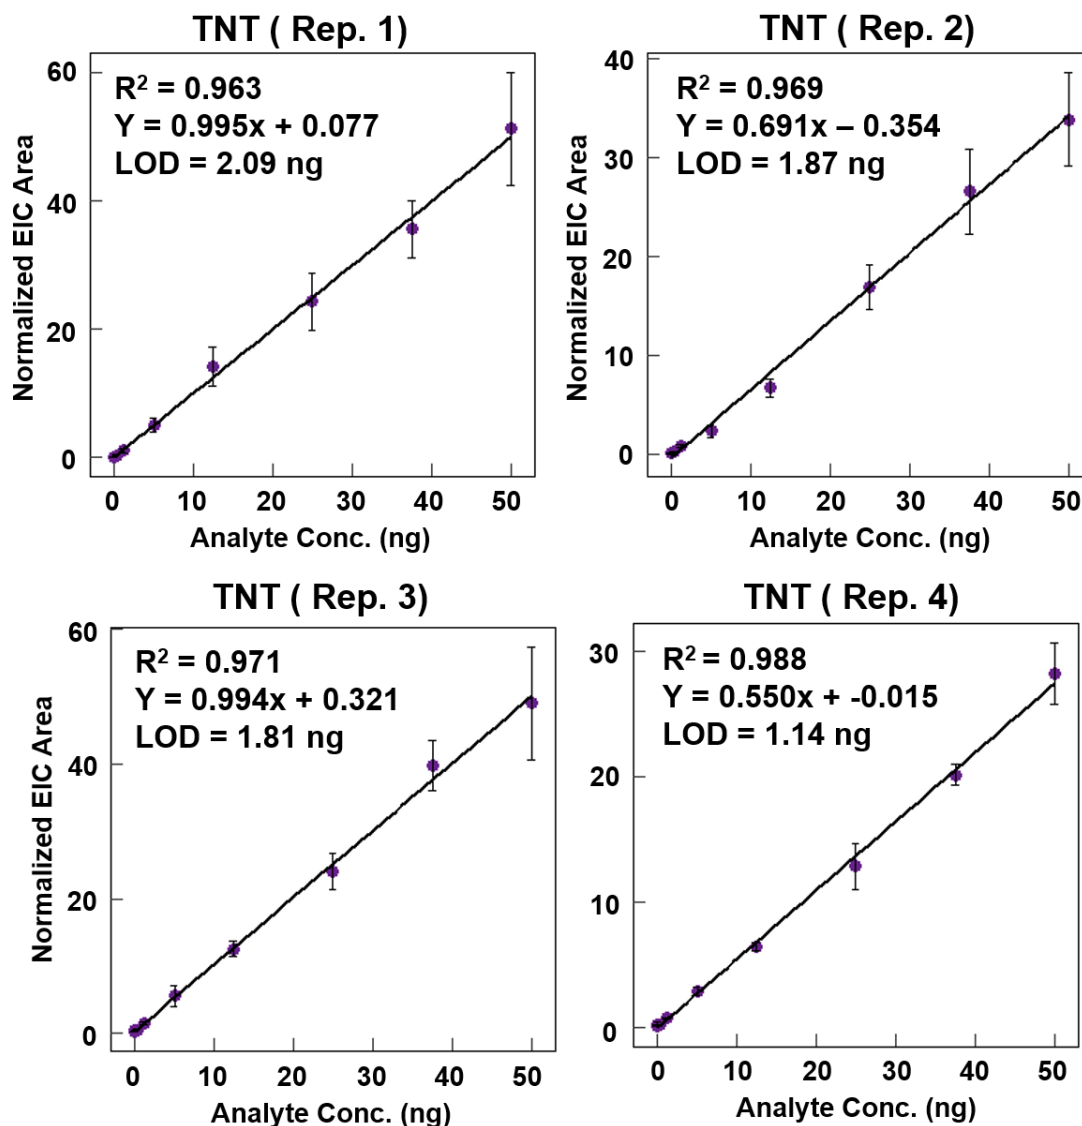 TNT ( Rep. 1)
R² = 0.963
Y = 0.995x + 0.077
LOD = 2.09 ng
Normalized EIC Area
60
40
20
0
0 10 20 30 40 50
Analyte Conc. (ng)
TNT ( Rep. 2)
R² = 0.969
Y = 0.691x – 0.354
LOD = 1.87 ng
Normalized EIC Area
40
30
20
10
0
0 10 20 30 40 50
Analyte Conc. (ng)
TNT ( Rep. 3)
R² = 0.971
Y = 0.994x + 0.321
LOD = 1.81 ng
Normalized EIC Area
60
40
20
0
0 10 20 30 40 50
Analyte Conc. (ng)
TNT ( Rep. 4)
R² = 0.988
Y = 0.550x + -0.015
LOD = 1.14 ng
30
20
10
0
0 10 20 30 40 50
Analyte Conc. (ng)